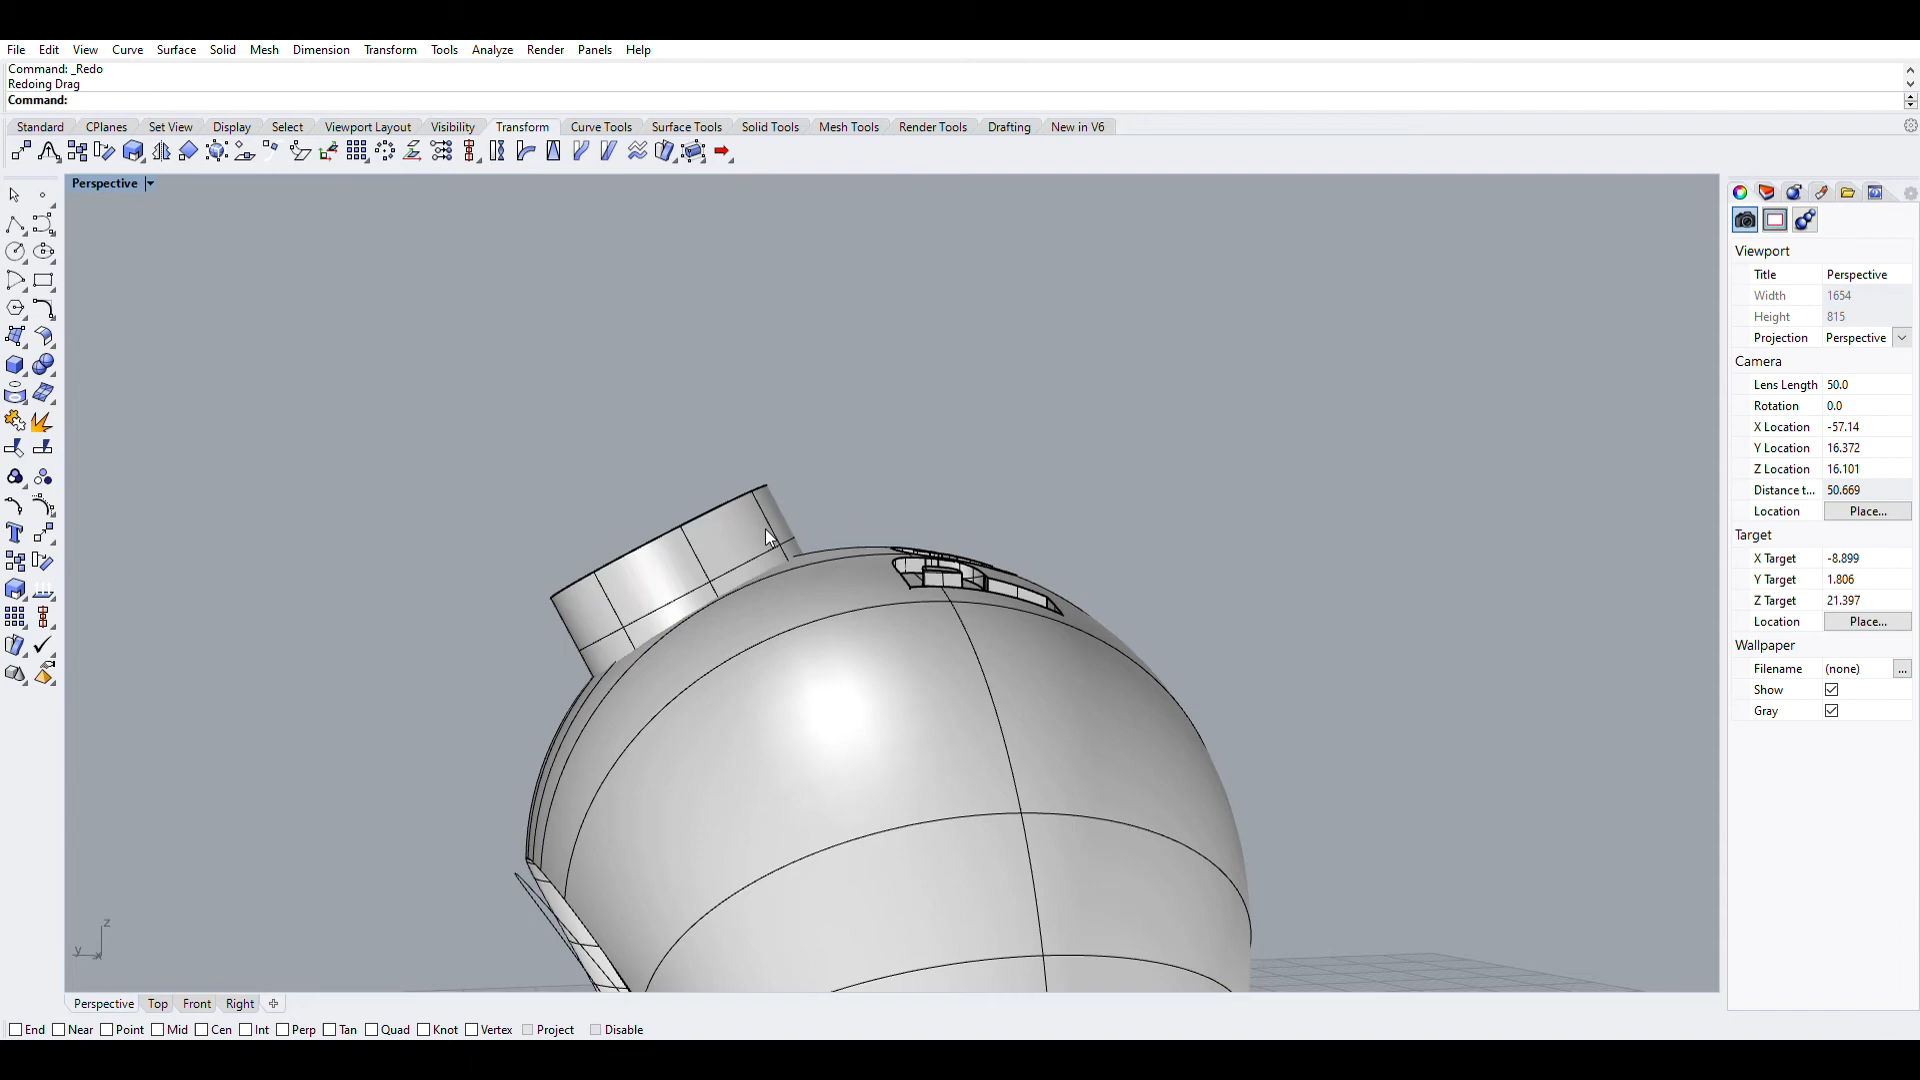 File Edit View Curve Surface Solid Mesh Dimension Transform Tools Analyze Render Panels Help
Command: _Redo
Redoing Drag
Command:
Standard CPlanes Set View Display Select Viewport Layout Visibility Transform Curve Tools Surface Tools Solid Tools Mesh Tools Render Tools Drafting New in V6
Perspective
Viewport
Title Perspective
Width 1654
Height 815
Projection Perspective
Camera
Lens Length 50.0
Rotation 0.0
X Location -57.14
Y Location 16.372
Z Location 16.101
Distance t... 50.669
Location Place...
Target
X Target -8.899
Y Target 1.806
Z Target 21.397
Location Place...
Wallpaper
Filename (none) ...
Show
Gray
z
y
x
Perspective Top Front Right
End Near Point Mid Cen Int Perp Tan Quad Knot Vertex Project Disable